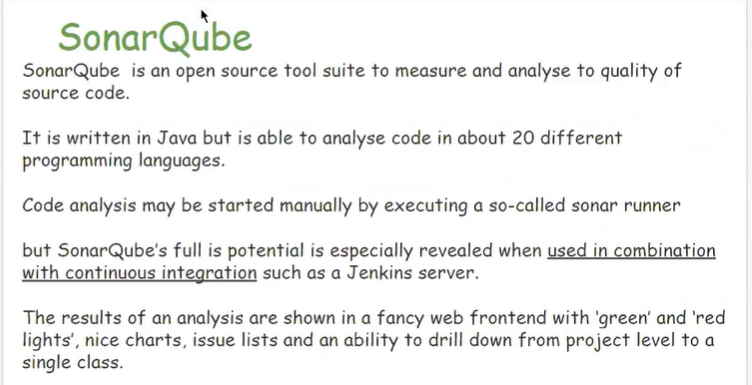 SonarQube
SonarQube is an open source tool suite to measure and analyse to quality of
source code.
It is written in Java but is able to analyse code in about 20 different
programming languages.
Code analysis may be started manually by executing a so-called sonar runner
but SonarQube's full is potential is especially revealed when used in combination
with continuous integration such as a Jenkins server.
The results of an analysis are shown in a fancy web frontend with 'green' and 'red
lights', nice charts, issue lists and an ability to drill down from project level to a
single class.